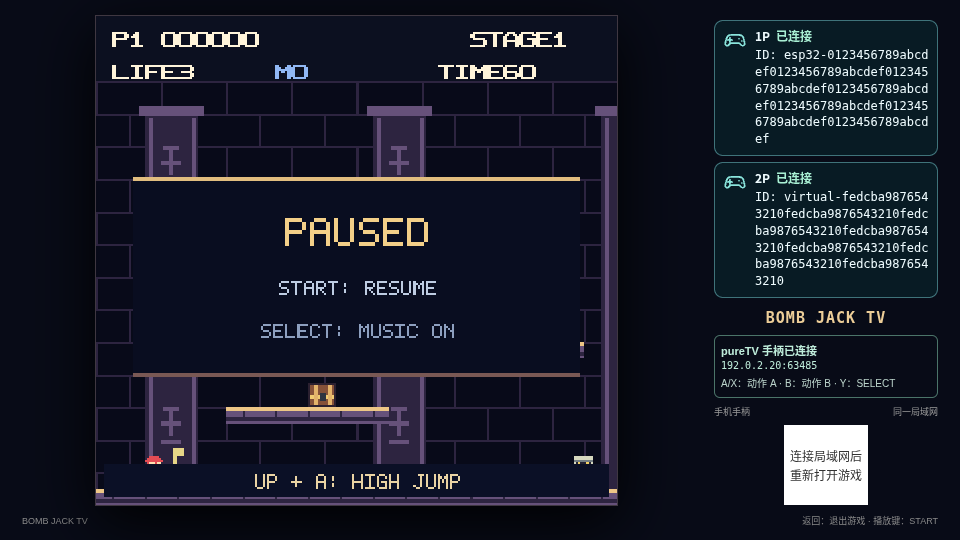 P1 000000
STAGE1
LIFE3
MO
TIME60
PAUSED
START: RESUME
SELECT: MUSIC ON
UP + A: HIGH JUMP
1P 已连接
ID: esp32-0123456789abcd
ef0123456789abcdef012345
6789abcdef0123456789abcd
ef0123456789abcdef012345
6789abcdef0123456789abcd
ef
2P 已连接
ID: virtual-fedcba987654
3210fedcba9876543210fedc
ba9876543210fedcba987654
3210fedcba9876543210fedc
ba9876543210fedcba987654
3210
BOMB JACK TV
pureTV 手柄已连接
192.0.2.20:63485
A/X：动作 A · B：动作 B · Y：SELECT
手机手柄
同一局域网
连接局域网后
重新打开游戏
BOMB JACK TV
返回：退出游戏 · 播放键：START